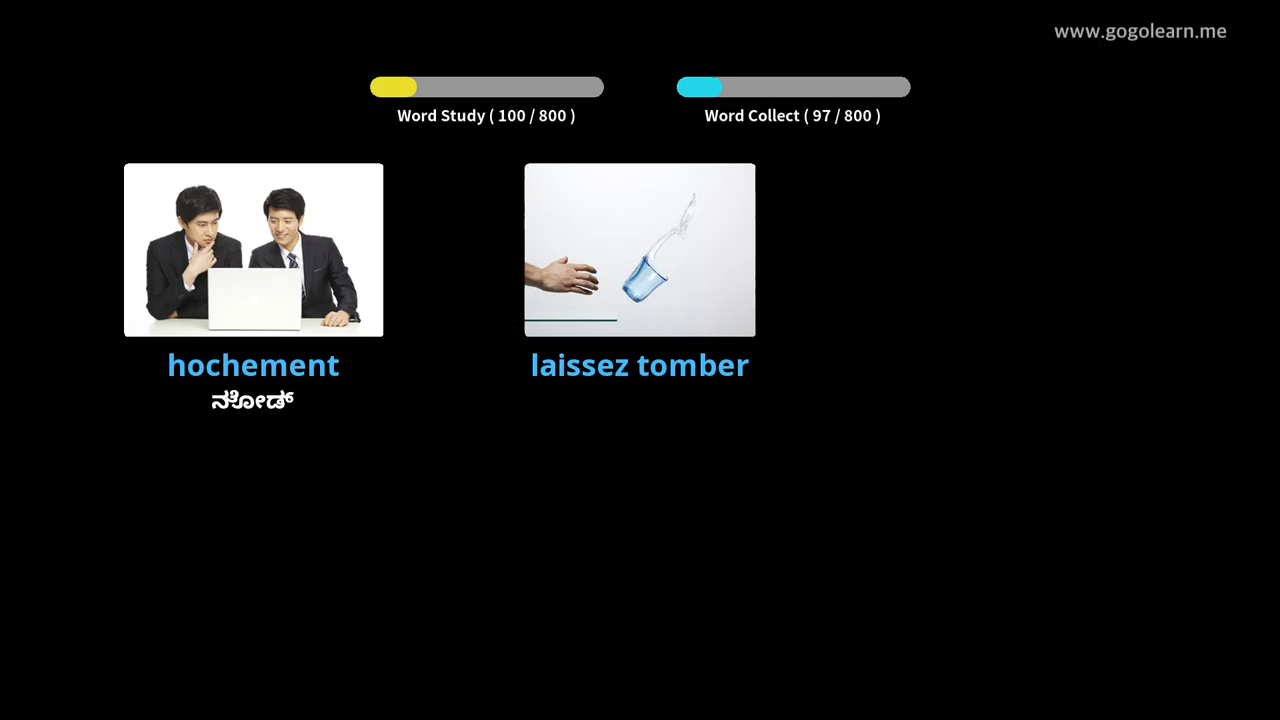 www.gogolearn.me
Word Study ( 100 / 800 )
Word Collect ( 97 / 800 )
hochement
laissez tomber
ನೋಡ್